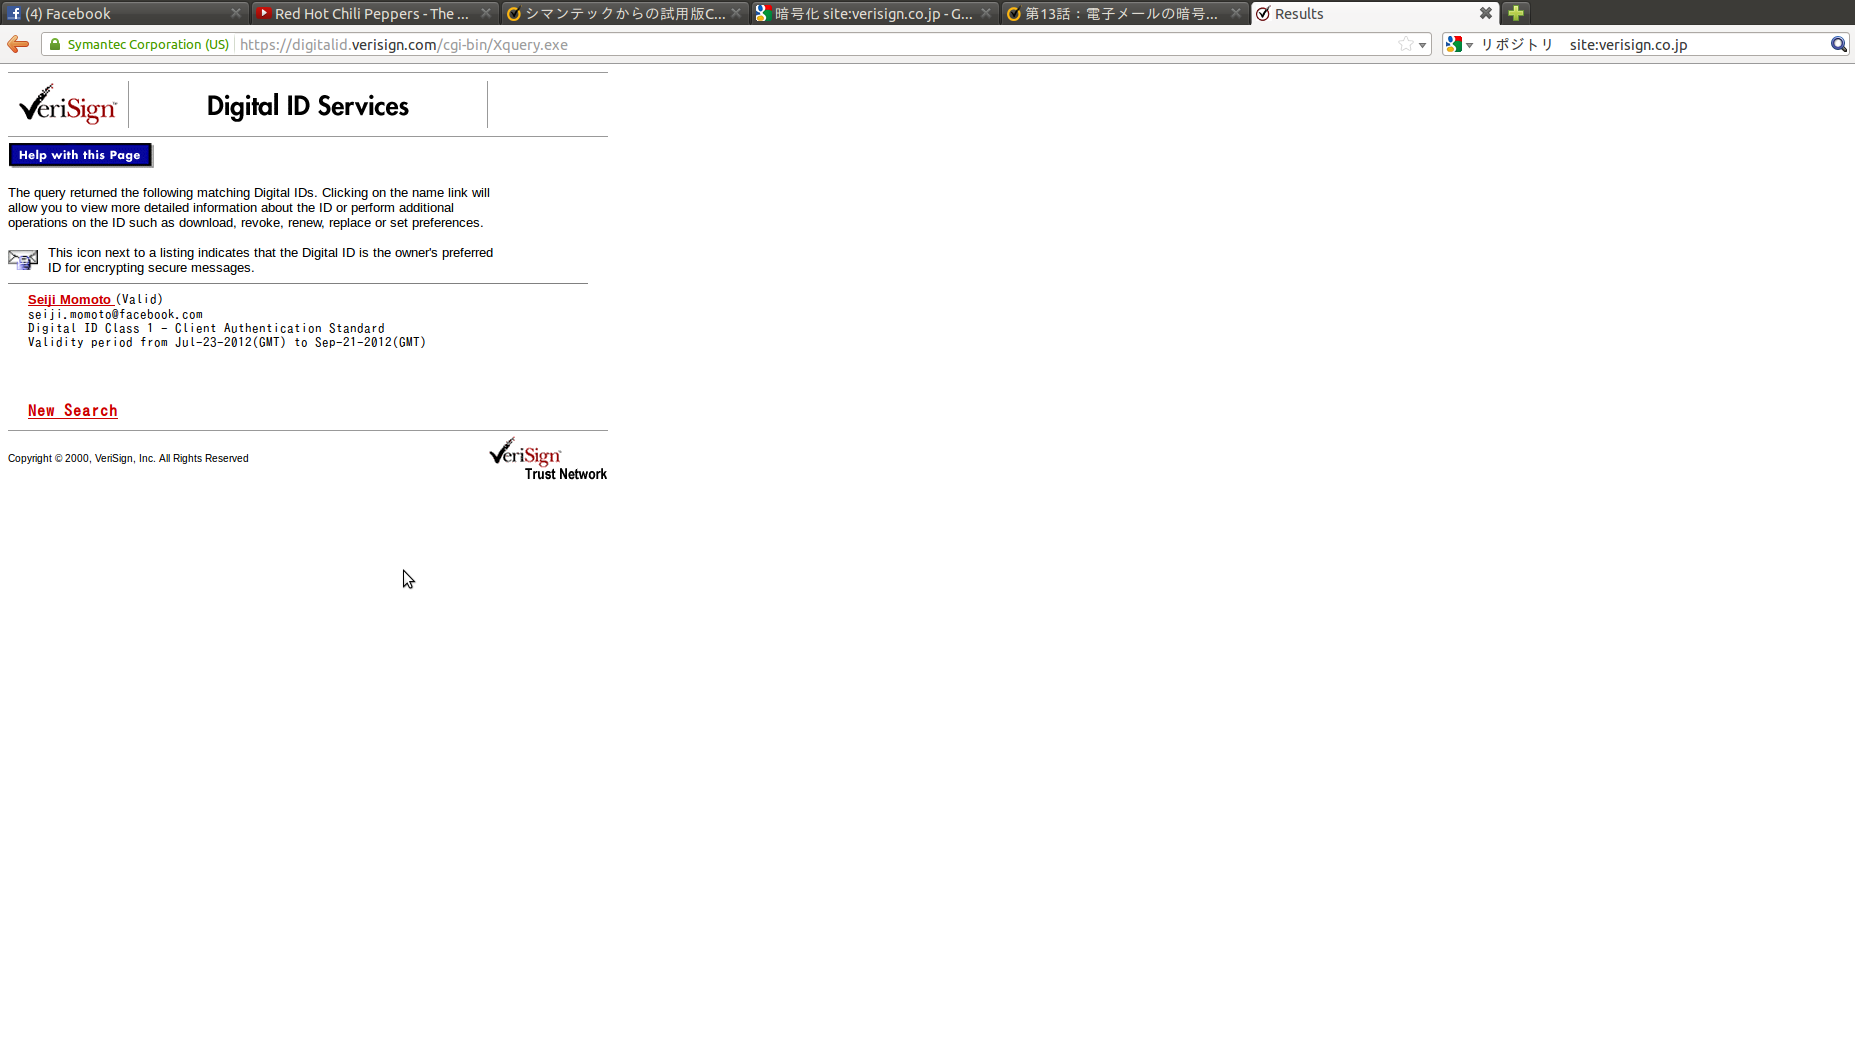 (4) Facebook
Red Hot Chili Peppers - The ...
シマンテックからの試用版C...
暗号化 site:verisign.co.jp - G...
第13話：電子メールの暗号...
Results
Symantec Corporation (US)
https://digitalid.verisign.com/cgi-bin/Xquery.exe
リポジトリ　site:verisign.co.jp
VeriSign™
Digital ID Services
Help with this Page
The query returned the following matching Digital IDs. Clicking on the name link will
allow you to view more detailed information about the ID or perform additional
operations on the ID such as download, revoke, renew, replace or set preferences.
This icon next to a listing indicates that the Digital ID is the owner's preferred
ID for encrypting secure messages.
Seiji Momoto (Valid)
seiji.momoto@facebook.com
Digital ID Class 1 - Client Authentication Standard
Validity period from Jul-23-2012(GMT) to Sep-21-2012(GMT)
New Search
Copyright © 2000, VeriSign, Inc. All Rights Reserved
VeriSign
Trust Network